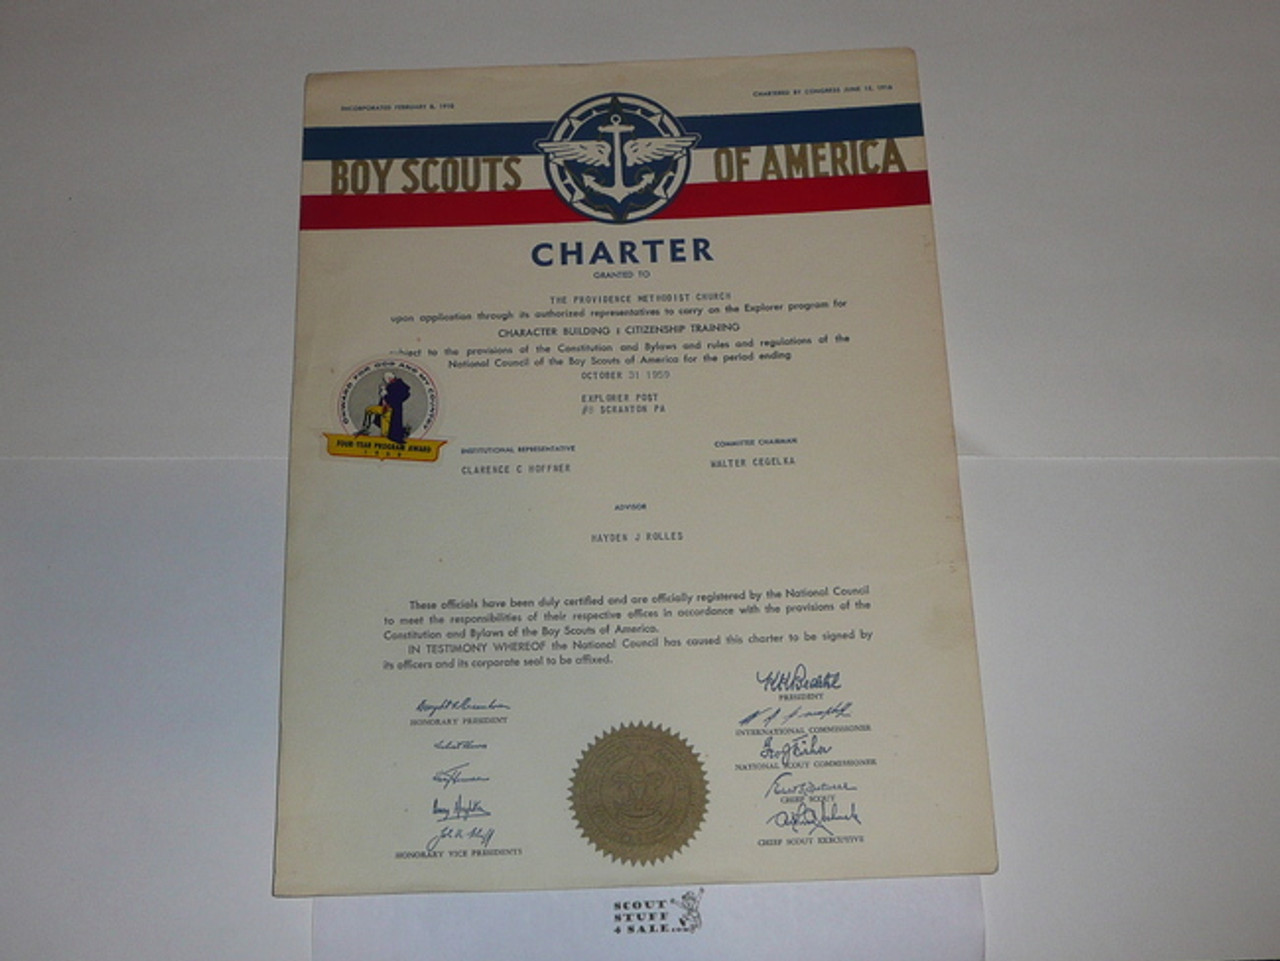 INCORPORATED FEBRUARY 8, 1910
CHARTERED BY CONGRESS JUNE 15, 1916
BOY SCOUTS OF AMERICA
CHARTER
GRANTED TO
THE PROVIDENCE METHODIST CHURCH
upon application through its authorized representatives to carry on the Explorer program for
CHARACTER BUILDING : CITIZENSHIP TRAINING
subject to the provisions of the Constitution and Bylaws and rules and regulations of the
National Council of the Boy Scouts of America for the period ending
OCTOBER 31 1959
EXPLORER POST
#8 SCRANTON PA
ONWARD FOR GOD AND MY COUNTRY
FOUR-YEAR PROGRAM AWARD
INSTITUTIONAL REPRESENTATIVE
COMMITTEE CHAIRMAN
CLARENCE C HOFFNER
WALTER CEGELKA
ADVISOR
HAYDEN J ROLLES
These officials have been duly certified and are officially registered by the National Council
to meet the responsibilities of their respective offices in accordance with the provisions of the
Constitution and Bylaws of the Boy Scouts of America.
IN TESTIMONY WHEREOF the National Council has caused this charter to be signed by
its officers and its corporate seal to be affixed.
HONORARY PRESIDENT
HONORARY VICE PRESIDENTS
PRESIDENT
INTERNATIONAL COMMISSIONER
NATIONAL SCOUT COMMISSIONER
CHIEF SCOUT
CHIEF SCOUT EXECUTIVE
SCOUT
STUFF
4 SALE.com